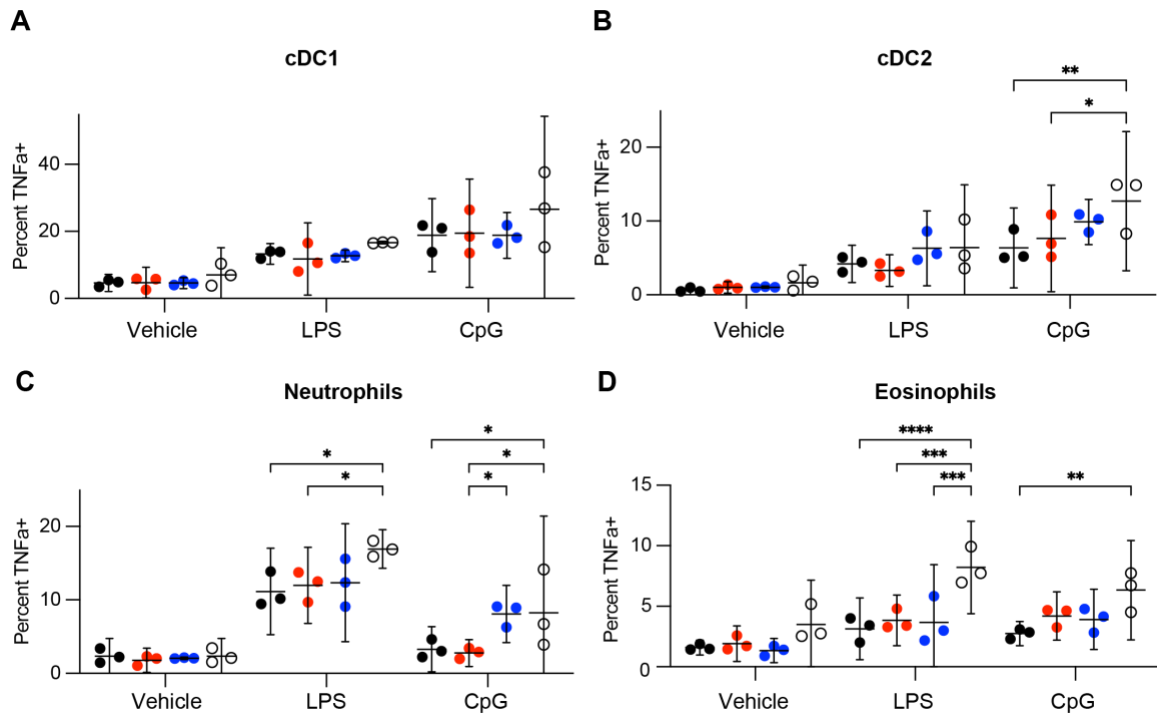 A
cDC1
Percent TNFa+
40
20
0
Vehicle LPS CpG
B
cDC2
**
*
Percent TNFa+
20
10
0
Vehicle LPS CpG
C
Neutrophils
*
* *
* *
Percent TNFa+
20
10
0
Vehicle LPS CpG
D
Eosinophils
****
***
*** **
Percent TNFa+
15
10
5
0
Vehicle LPS CpG